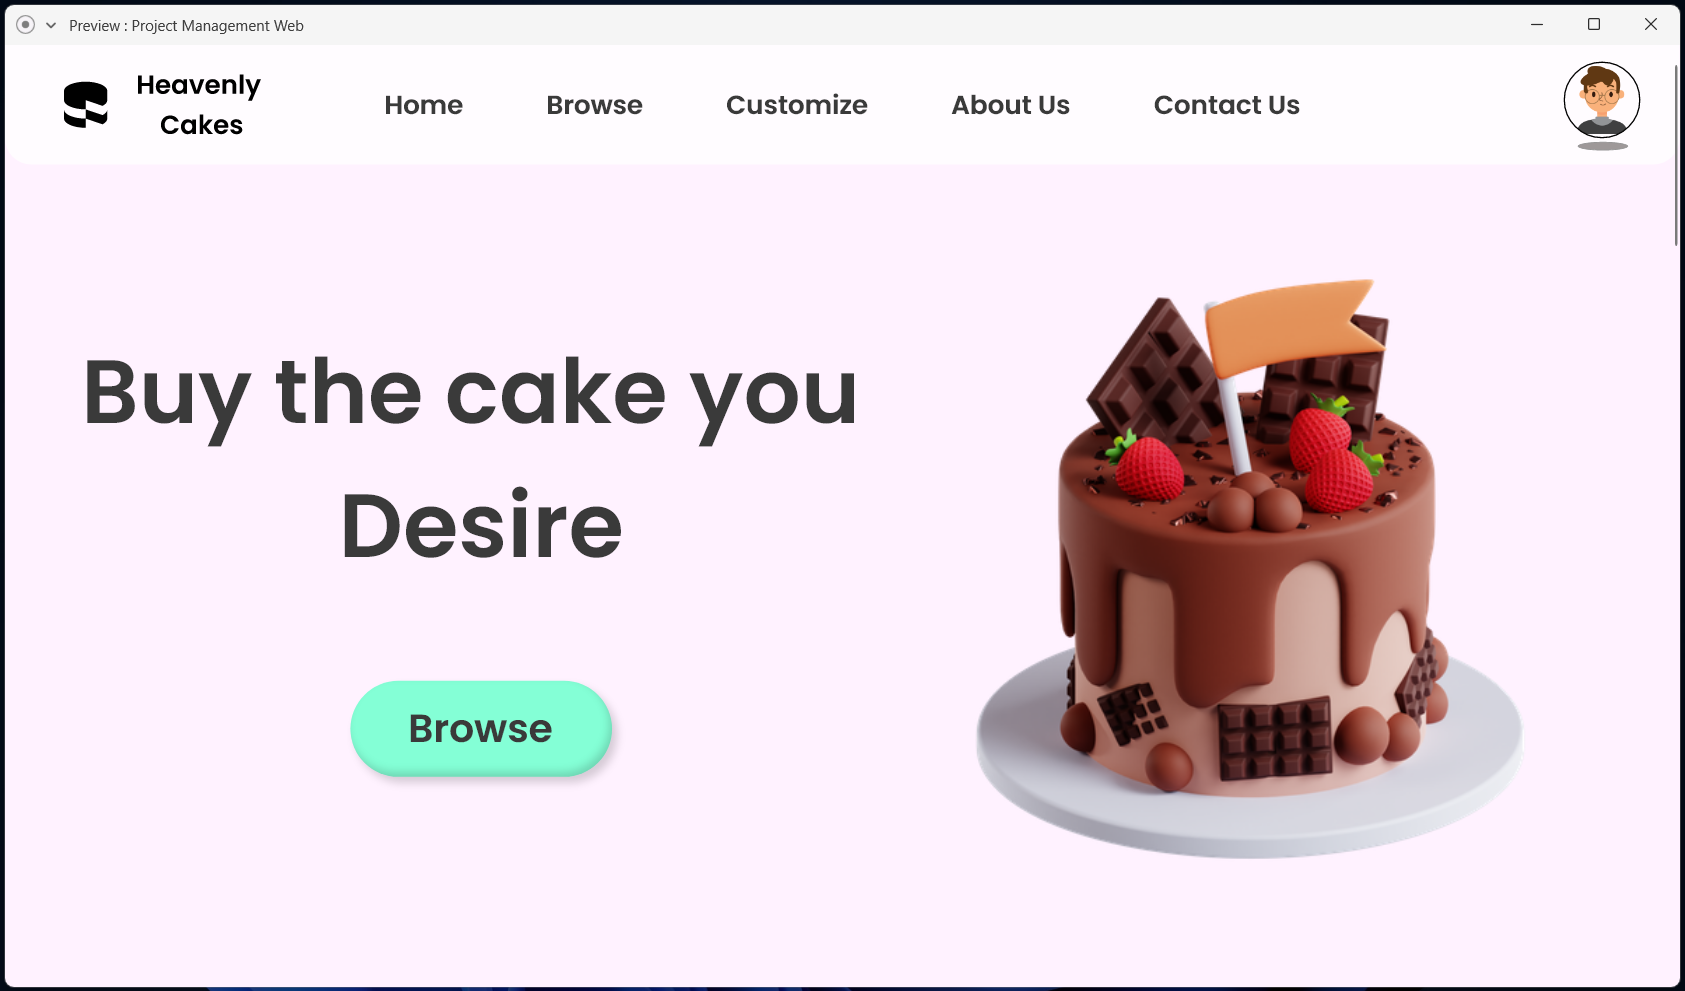 Preview : Project Management Web
Heavenly
Cakes
Home
Browse
Customize
About Us
Contact Us
Buy the cake you
Desire
Browse